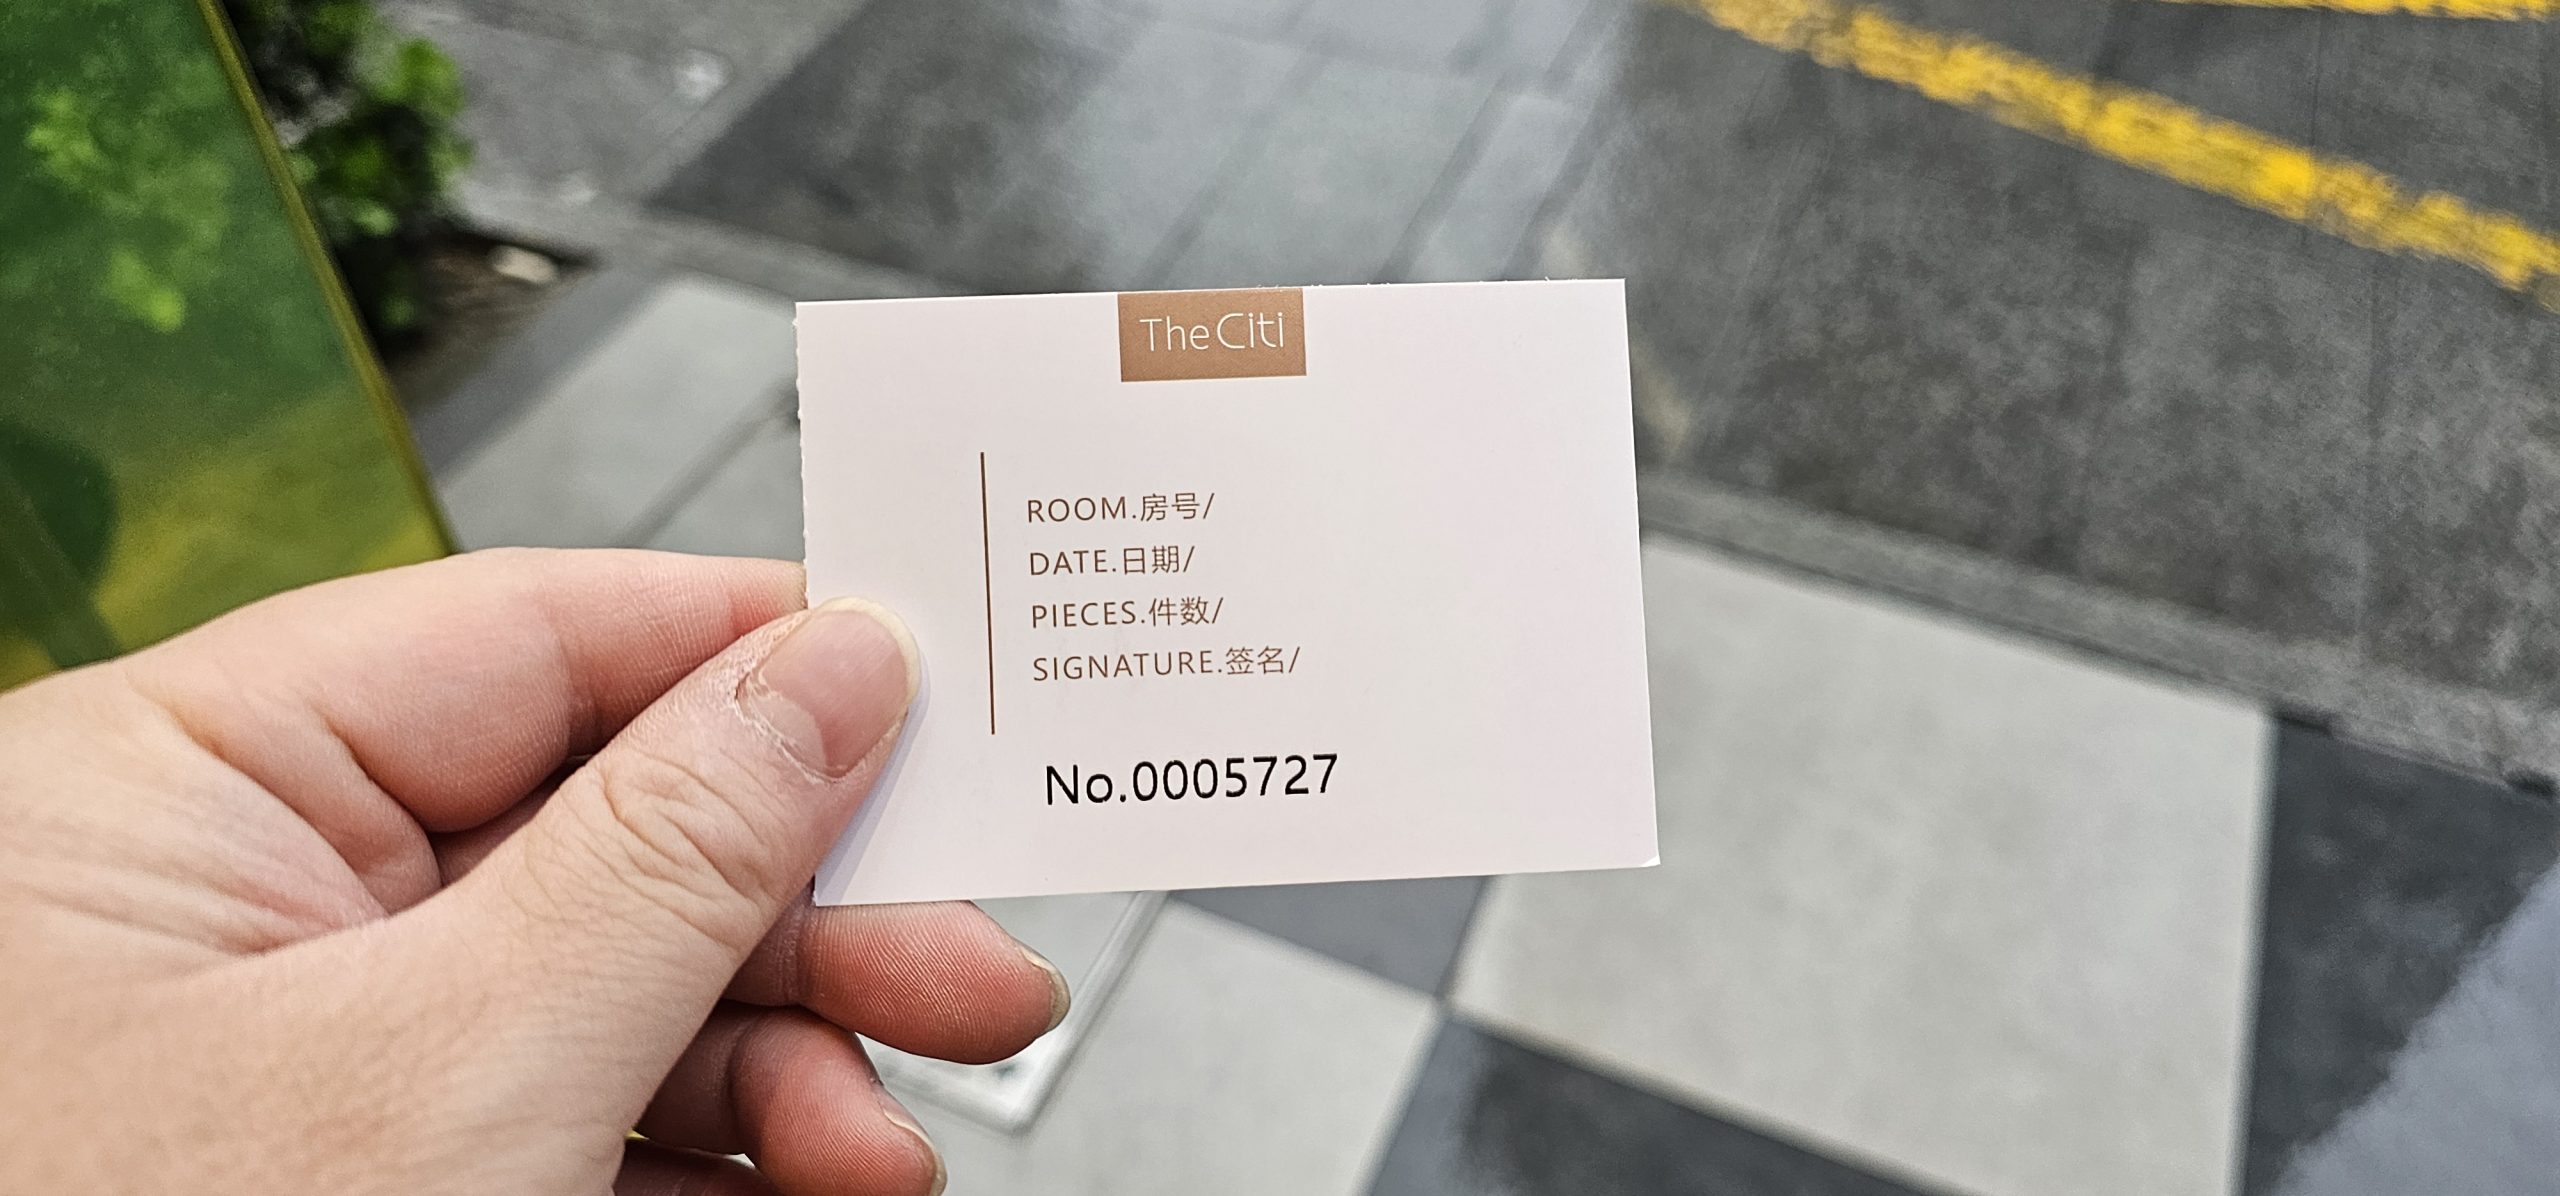 The Citi
ROOM.房号/
DATE.日期/
PIECES.件数/
SIGNATURE.签名/
No.0005727